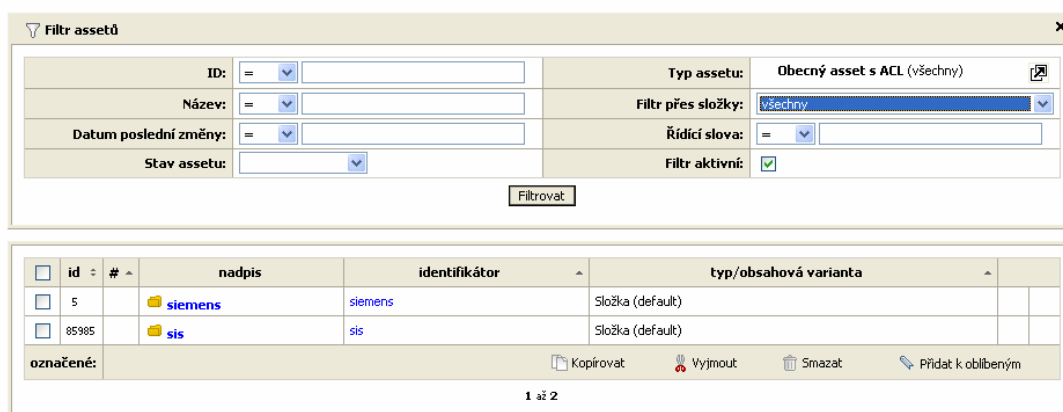 Filtr assetů
ID: = Typ assetu: Obecný asset s ACL (všechny)
Název: = Filtr přes složky: všechny
Datum poslední změny: = Řídící slova: =
Stav assetu: Filtr aktivní:
Filtrovat
id # nadpis identifikátor typ/obsahová varianta
5 siemens siemens Složka (default)
85985 sis sis Složka (default)
označené: Kopírovat Vyjmout Smazat Přidat k oblíbeným
1 až 2